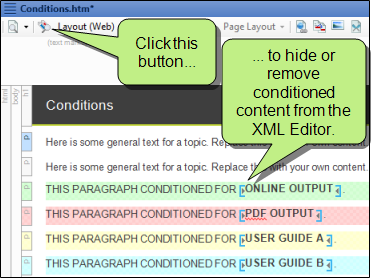 Conditions.htm*
Layout (Web)
Page Layout
(text mar
Click this
button...
... to hide or
remove
conditioned
content from the
XML Editor.
html
body
h1
Conditions
p
Here is some general text for a topic. Replace
own content.
p
Here is some general text for a topic. Replace th with your own content.
p
THIS PARAGRAPH CONDITIONED FOR ONLINE OUTPUT.
p
THIS PARAGRAPH CONDITIONED FOR PDF OUTPUT.
p
THIS PARAGRAPH CONDITIONED FOR USER GUIDE A.
p
THIS PARAGRAPH CONDITIONED FOR USER GUIDE B.